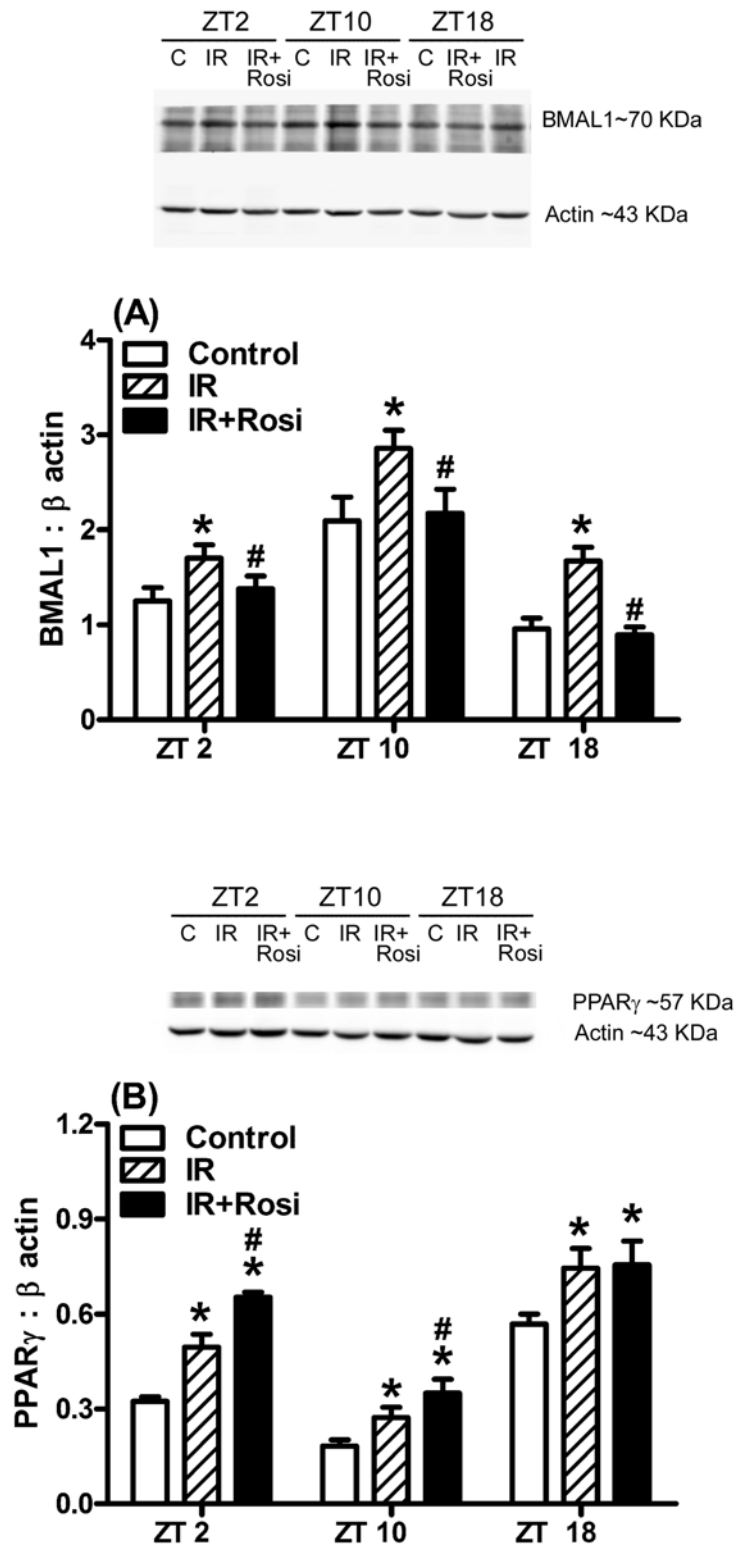 ZT2 ZT10 ZT18
C IR IR+ C IR IR+ C IR+ IR
Rosi Rosi Rosi
BMAL1~70 KDa
Actin ~43 KDa
(A)
4
Control
IR
3
IR+Rosi
* * *
# # #
2
1
0
BMAL1 : β actin
ZT 2 ZT 10 ZT 18
ZT2 ZT10 ZT18
C IR IR+ C IR IR+ C IR IR+
Rosi Rosi Rosi
PPARγ ~57 KDa
Actin ~43 KDa
(B)
1.2
Control
IR
IR+Rosi
0.9
# #
* * * * * *
0.6
0.3
0.0
PPARγ : β actin
ZT 2 ZT 10 ZT 18